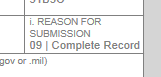 i. REASON FOR
SUBMISSION
09 | Complete Record
gov or .mil)